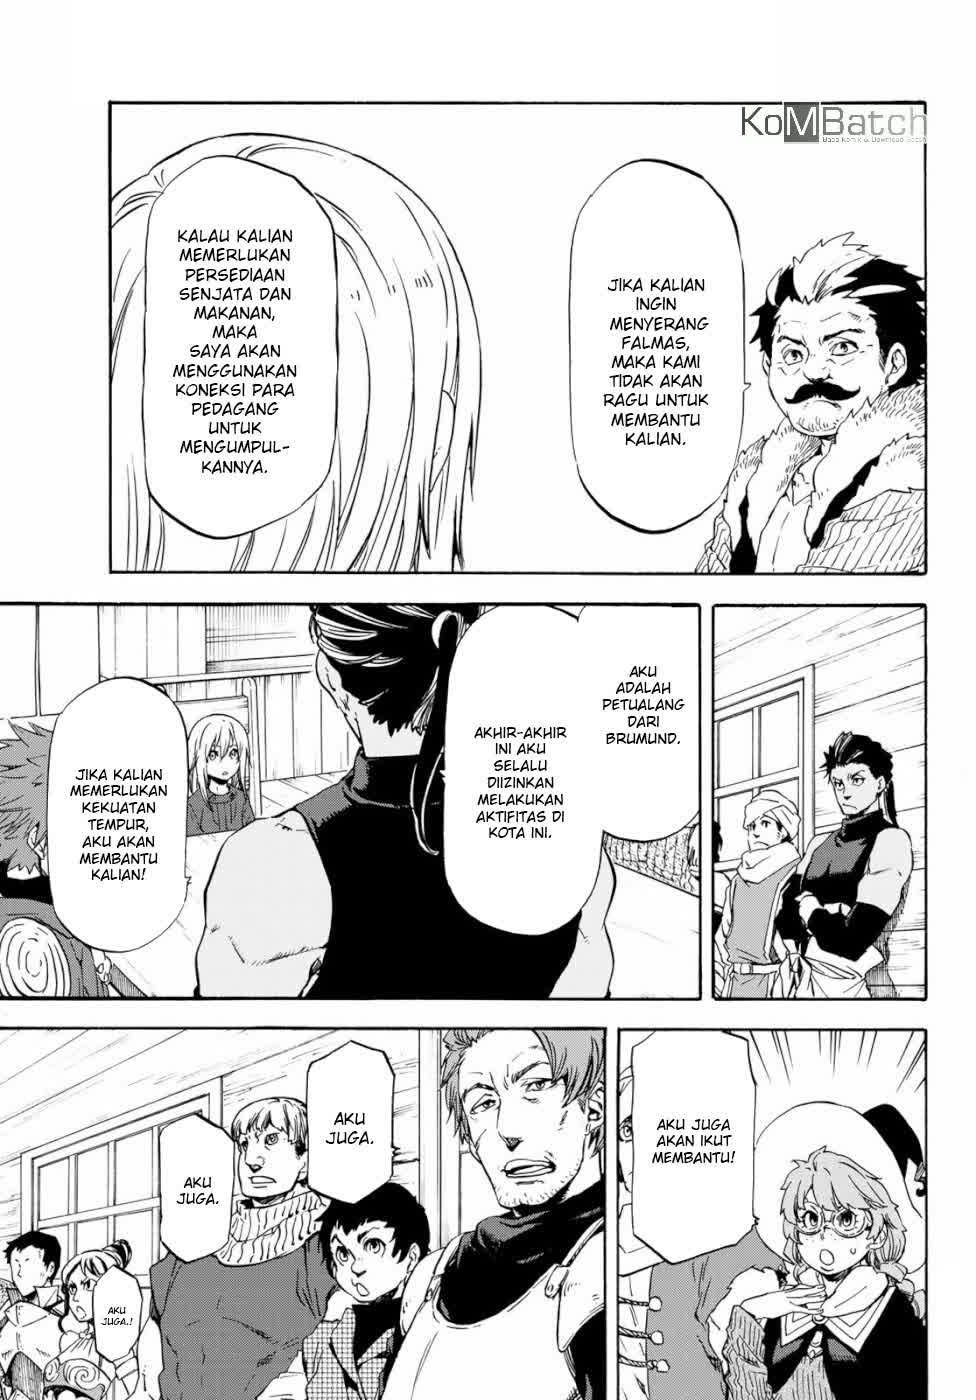 KoMBatch
JIKA KALIAN
INGIN
MENYERANG
FALMAS,
MAKA KAMI
TIDAK AKAN
RAGU UNTUK
MEMBANTU
KALIAN.
KALAU KALIAN
MEMERLUKAN
PERSEDIAAN
SENJATA DAN
MAKANAN,
MAKA
SAYA AKAN
MENGGUNAKAN
KONEKSI PARA
PEDAGANG
UNTUK
MENGUMPUL-
KANNYA.
AKU
ADALAH
PETUALANG
DARI
BRUMUND.
AKHIR-AKHIR
INI AKU
SELALU
DIIZINKAN
MELAKUKAN
AKTIFITAS DI
KOTA INI.
JIKA KALIAN
MEMERLUKAN
KEKUATAN
TEMPUR,
AKU AKAN
MEMBANTU
KALIAN!
AKU JUGA
AKAN IKUT
MEMBANTU!
AKU
JUGA.
AKU
JUGA.
AKU
JUGA.!